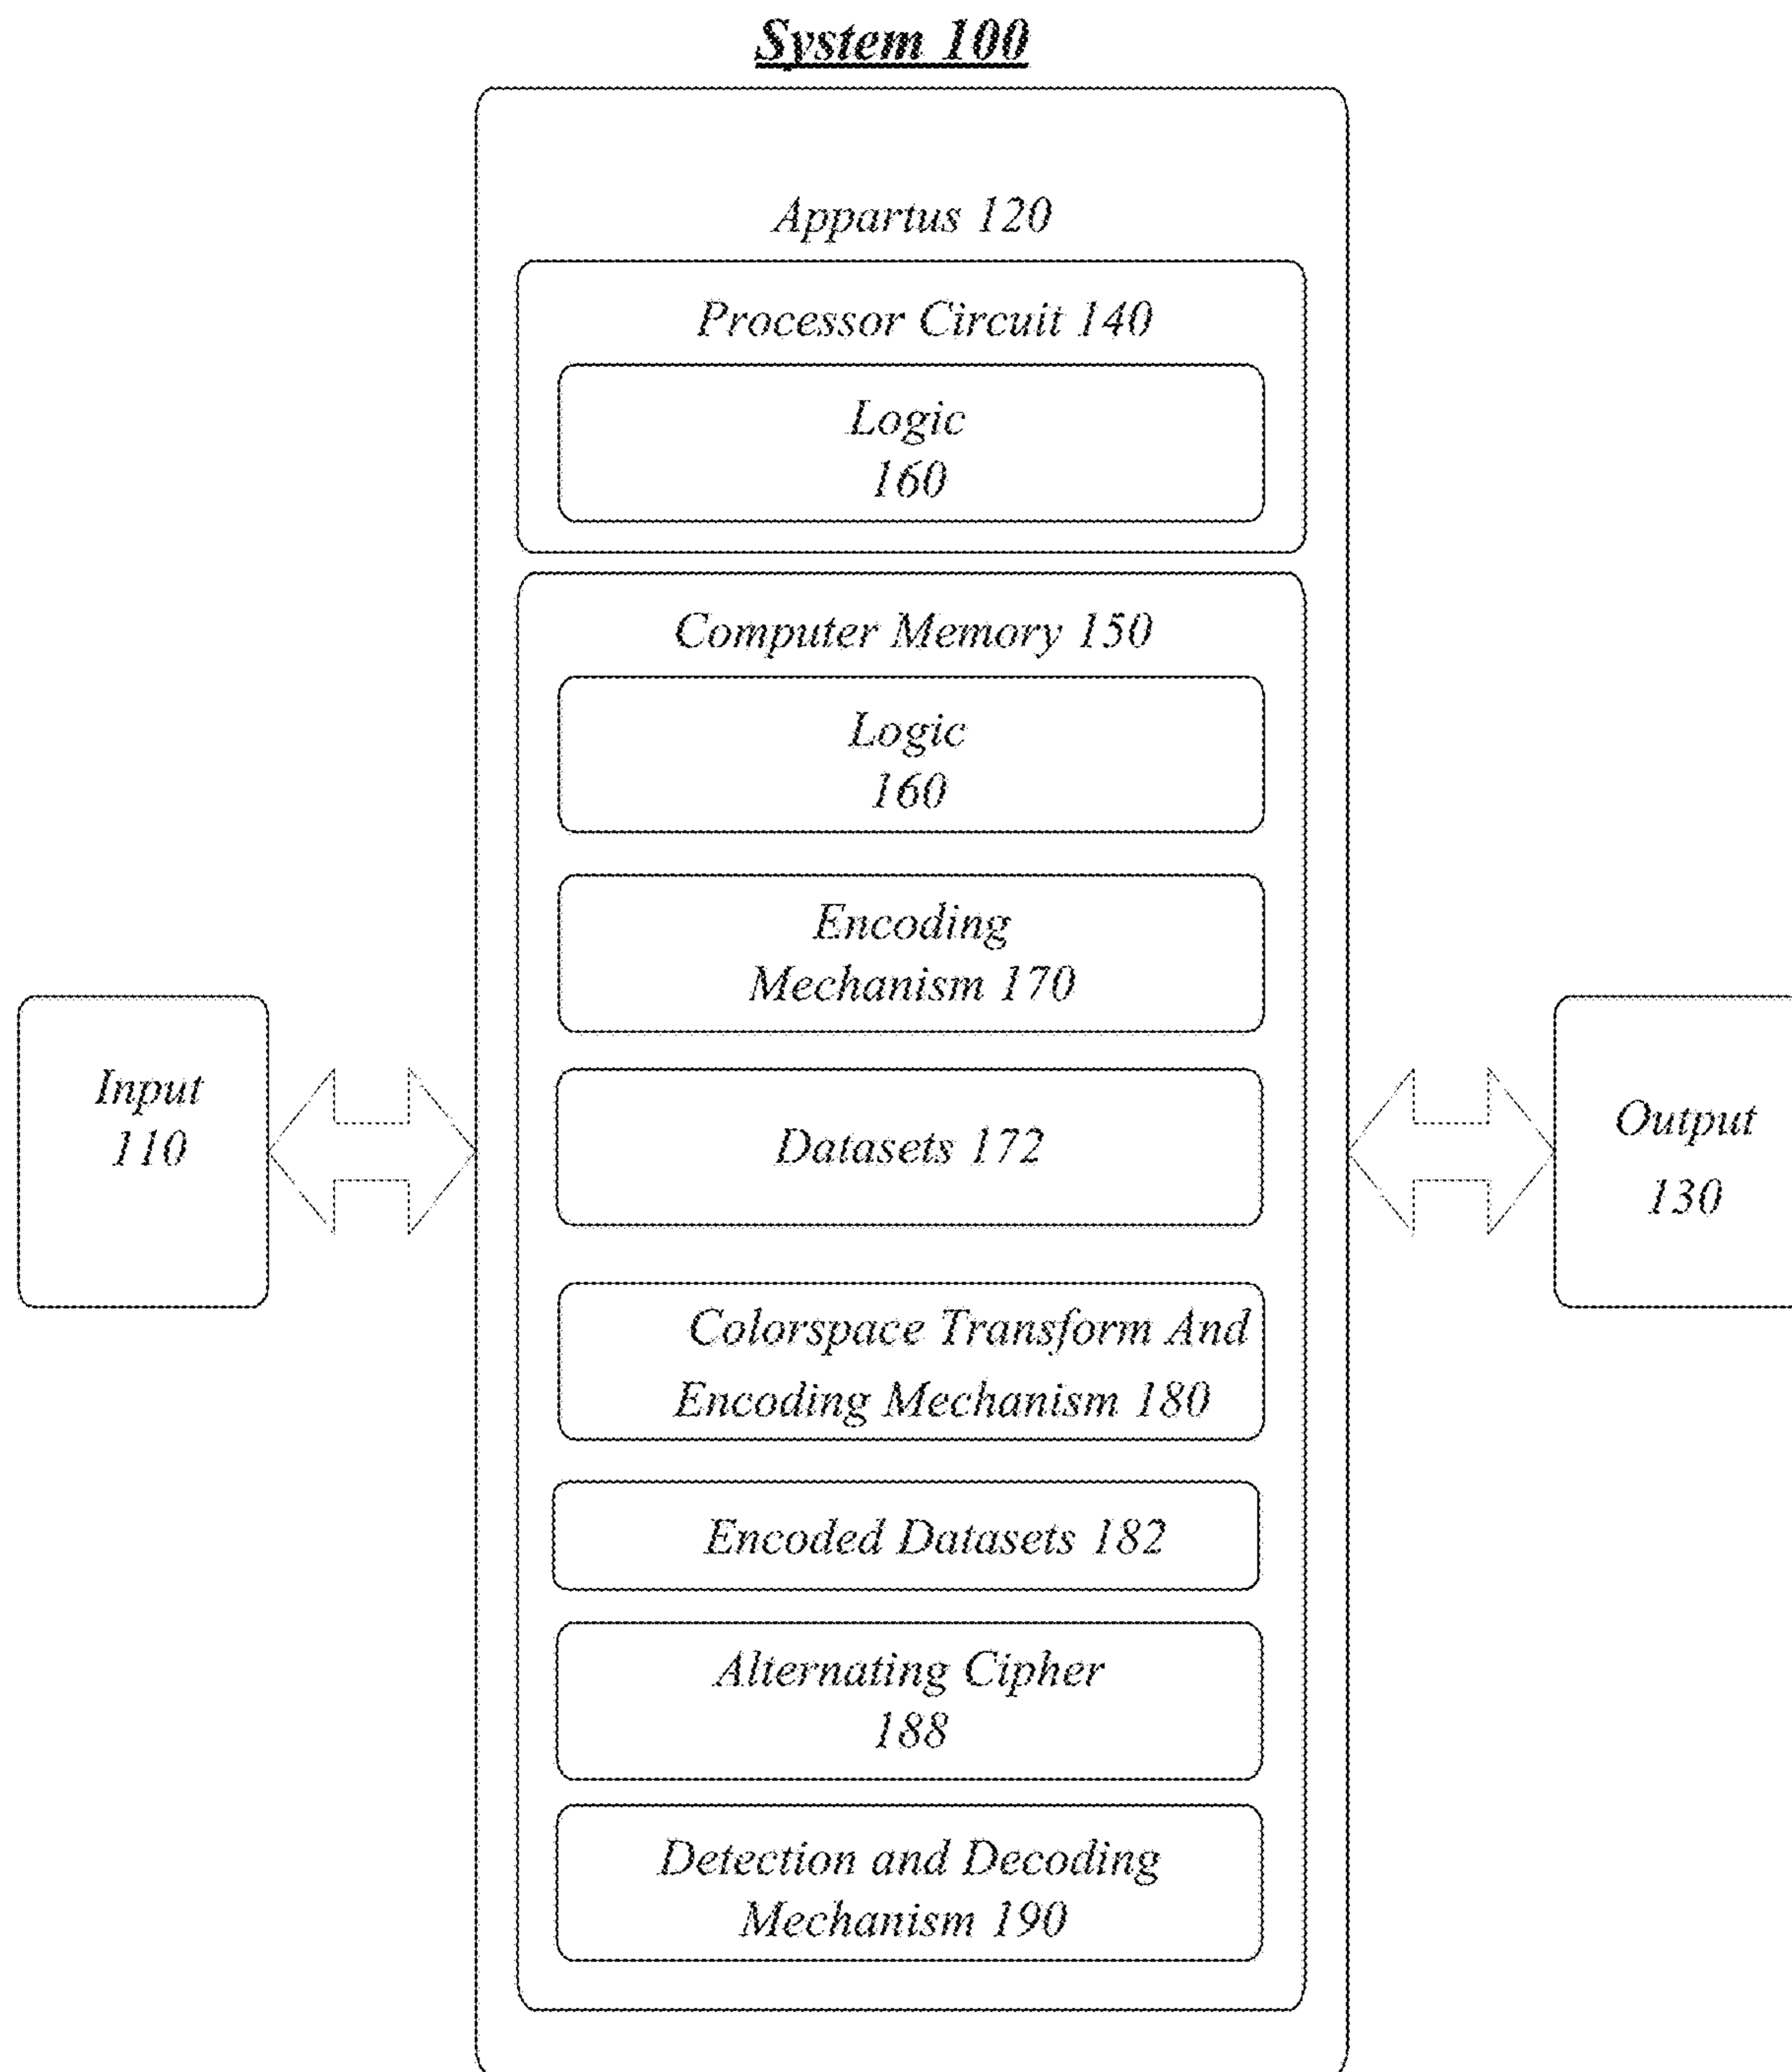 System 100
Appartus 120
Processor Circuit 140
Logic
160
Computer Memory 150
Logic
160
Encoding
Mechanism 170
Input
110
Datasets 172
Output
130
Colorspace Transform And
Encoding Mechanism 180
Encoded Datasets 182
Alternating Cipher
188
Detection and Decoding
Mechanism 190